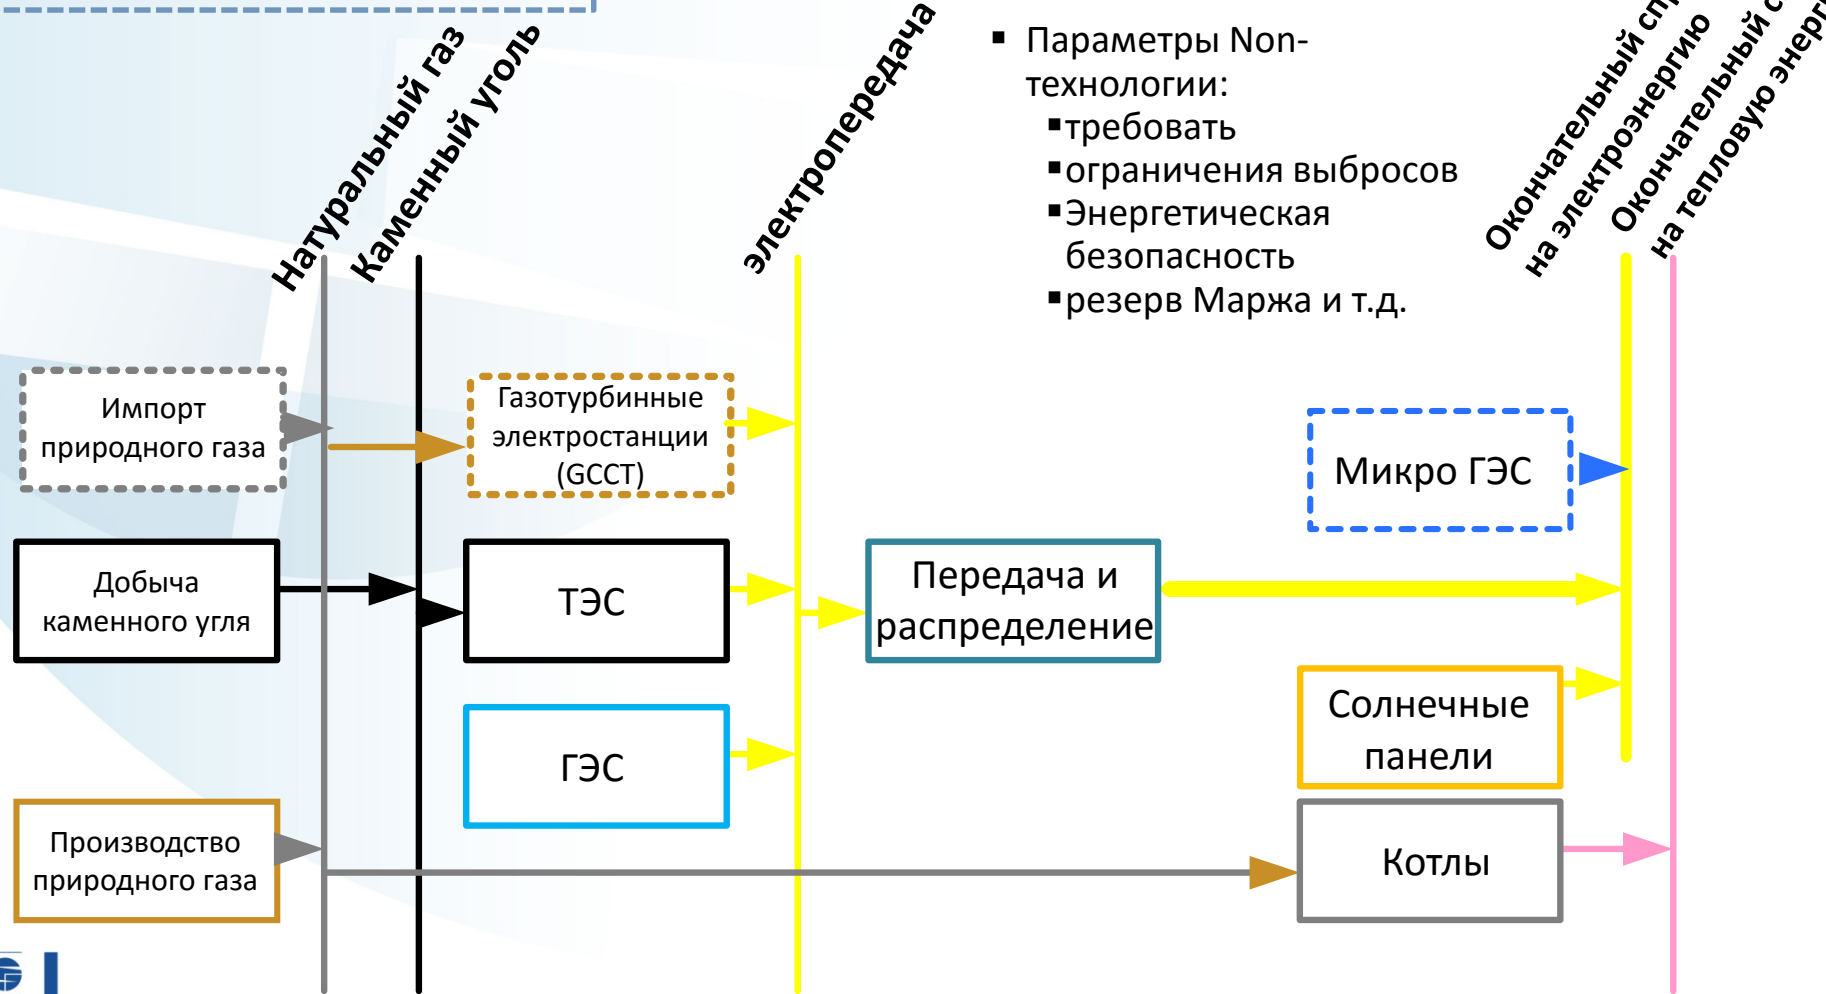 Натуральный газ
Каменный уголь
электропередача
▪ Параметры Non-
технологии:
▪требовать
▪ограничения выбросов
▪Энергетическая
безопасность
▪резерв Маржа и т.д.
Окончательный
на электроэнергию
Окончательный
на тепловую
Импорт
природного газа
Газотурбинные
электростанции
(GCCT)
Микро ГЭС
Добыча
каменного угля
ТЭС
Передача и
распределение
ГЭС
Солнечные
панели
Производство
природного газа
Котлы